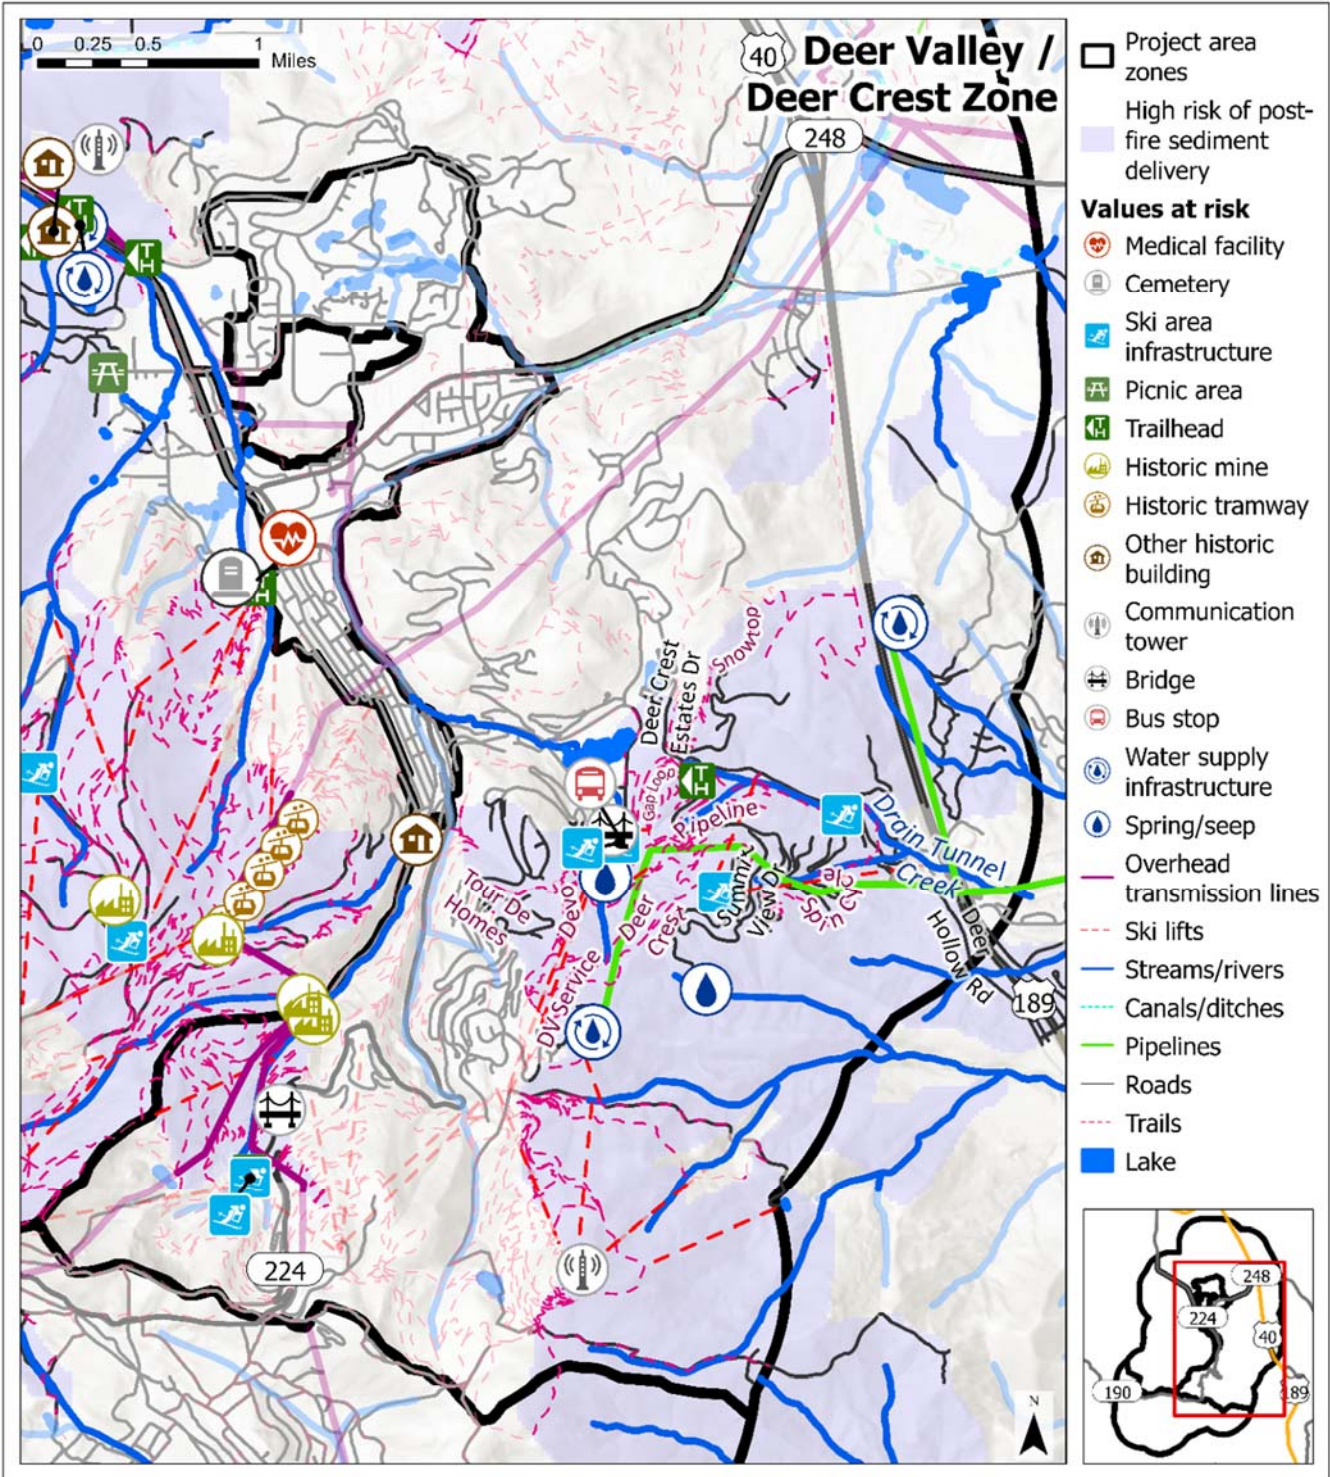 0 0.25 0.5 1
Miles
40
Deer Valley /
Deer Crest Zone
248
Deer Crest
Estates Dr
Snowtop
Gap Loop
Pipeline
Drain Tunnel
Creek
Summit
View Dr
Spin Cycle
Tour De
Homes
Devo
Deer
Crest
DV Service
Deer
Hollow Rd
189
224
N
Project area
zones
High risk of post-
fire sediment
delivery
Values at risk
Medical facility
Cemetery
Ski area
infrastructure
Picnic area
TH
Trailhead
Historic mine
Historic tramway
Other historic
building
Communication
tower
Bridge
Bus stop
Water supply
infrastructure
Spring/seep
Overhead
transmission lines
Ski lifts
Streams/rivers
Canals/ditches
Pipelines
Roads
Trails
Lake
248
224
40
190
89